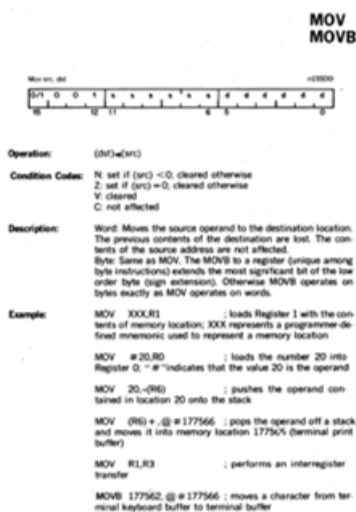 MOV
MOVB
Mov src, dst n1SSDD
0/1 0 0 1 s s s s s s d d d d d d
15 12 11 6 5 0
Operation: (dst)◄(src)
Condition Codes: N: set if (src) <0; cleared otherwise
Z: set if (src) =0; cleared otherwise
V: cleared
C: not affected
Description: Word: Moves the source operand to the destination location.
The previous contents of the destination are lost. The con-
tents of the source address are not affected.
Byte: Same as MOV. The MOVB to a register (unique among
byte instructions) extends the most significant bit of the low
order byte (sign extension). Otherwise MOVB operates on
bytes exactly as MOV operates on words.
Example: MOV XXX,R1 ; loads Register 1 with the con-
tents of memory location; XXX represents a programmer-de-
fined mnemonic used to represent a memory location
MOV #20,R0 ; loads the number 20 into
Register 0; "#"indicates that the value 20 is the operand
MOV 20,-(R6) ; pushes the operand con-
tained in location 20 onto the stack
MOV (R6)+,@#177566 ; pops the operand off a stack
and moves it into memory location 177565 (terminal print
buffer)
MOV R1,R3 ; performs an interregister
transfer
MOVB 177562,@#177566 ; moves a character from ter-
minal keyboard buffer to terminal buffer